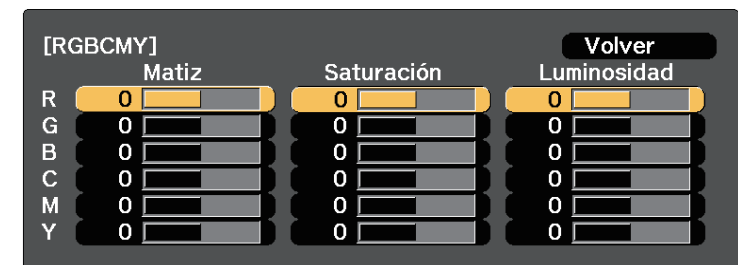 [RGBCMY] Volver
Matiz Saturación Luminosidad
R 0 0 0
G 0 0 0
B 0 0 0
C 0 0 0
M 0 0 0
Y 0 0 0